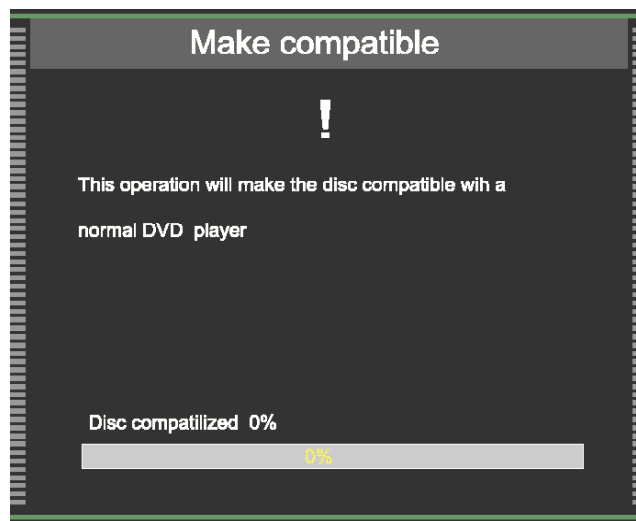 Make compatible
!
This operation will make the disc compatible wih a
normal DVD player
Disc compatilized 0%
0%